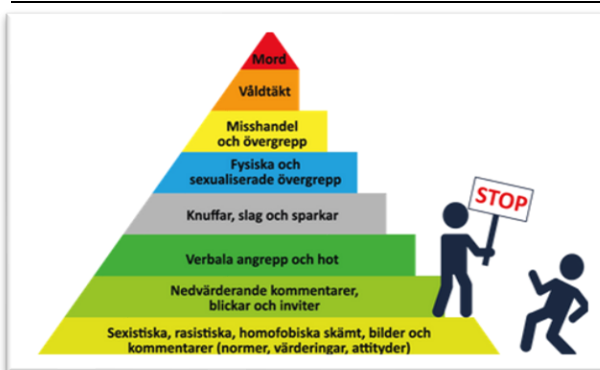 Mord
Våldtäkt
Misshandel
och övergrepp
Fysiska och
sexualiserade övergrepp
Knuffar, slag och sparkar
Verbala angrepp och hot
Nedvärderande kommentarer,
blickar och inviter
Sexistiska, rasistiska, homofobiska skämt, bilder och
kommentarer (normer, värderingar, attityder)
STOP